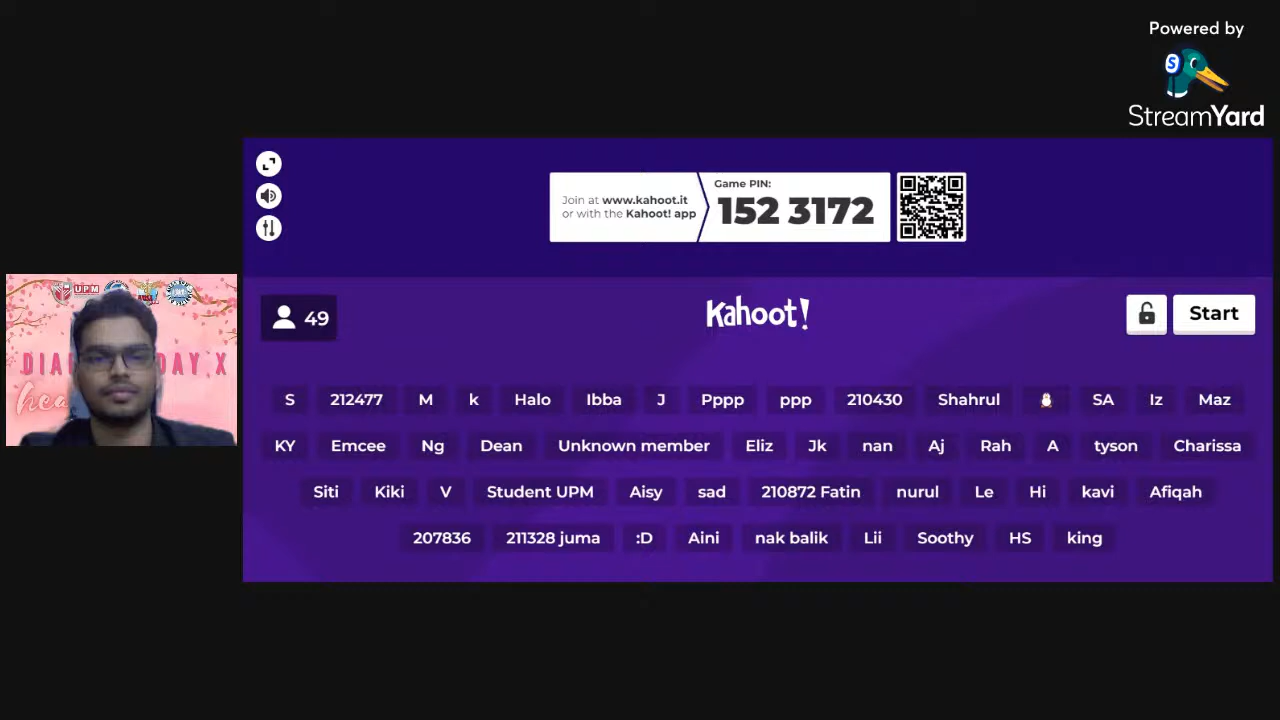 Powered by
StreamYard
Join at www.kahoot.it
or with the Kahoot! app
Game PIN:
152 3172
UPM
DIA DAY X
hea
49
Kahoot!
Start
S 212477 M k Halo Ibba J Pppp ppp 210430 Shahrul SA Iz Maz
KY Emcee Ng Dean Unknown member Eliz Jk nan Aj Rah A tyson Charissa
Siti Kiki V Student UPM Aisy sad 210872 Fatin nurul Le Hi kavi Afiqah
207836 211328 juma :D Aini nak balik Lii Soothy HS king